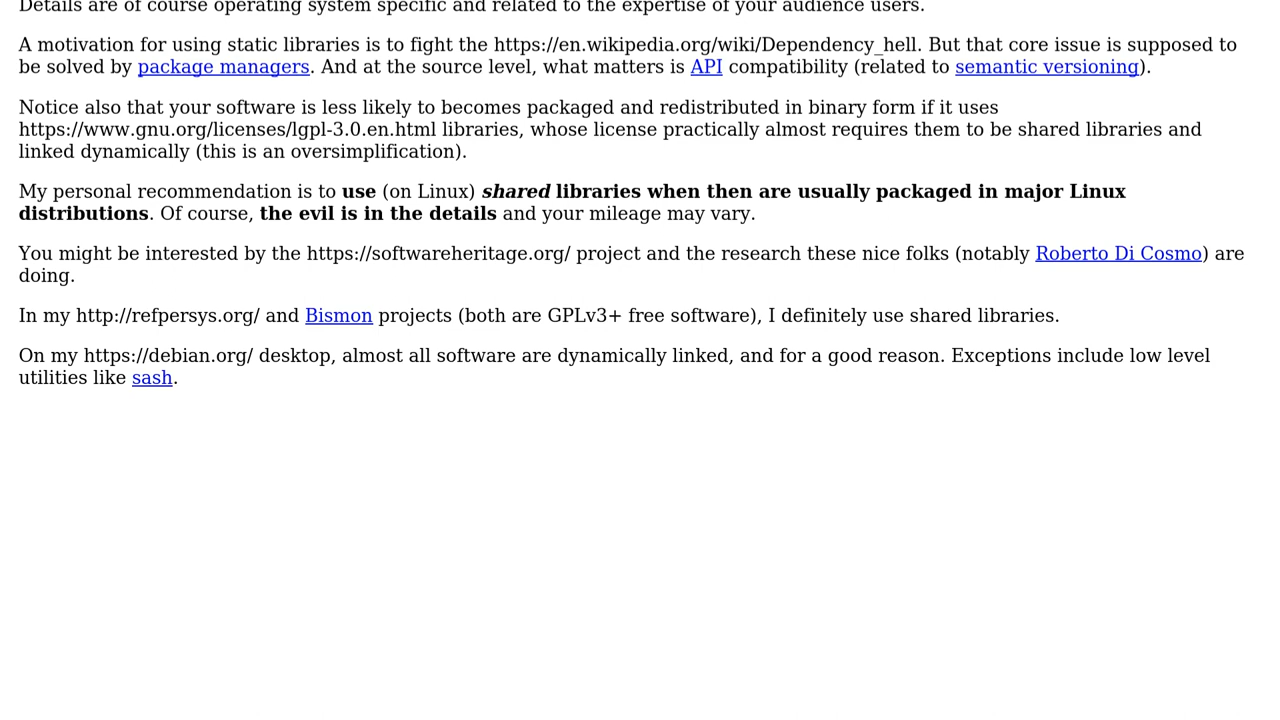 Details are of course operating system specific and related to the expertise of your audience users.
A motivation for using static libraries is to fight the https://en.wikipedia.org/wiki/Dependency_hell. But that core issue is supposed to
be solved by package managers. And at the source level, what matters is API compatibility (related to semantic versioning).
Notice also that your software is less likely to becomes packaged and redistributed in binary form if it uses
https://www.gnu.org/licenses/lgpl-3.0.en.html libraries, whose license practically almost requires them to be shared libraries and
linked dynamically (this is an oversimplification).
My personal recommendation is to use (on Linux) shared libraries when then are usually packaged in major Linux
distributions. Of course, the evil is in the details and your mileage may vary.
You might be interested by the https://softwareheritage.org/ project and the research these nice folks (notably Roberto Di Cosmo) are
doing.
In my http://refpersys.org/ and Bismon projects (both are GPLv3+ free software), I definitely use shared libraries.
On my https://debian.org/ desktop, almost all software are dynamically linked, and for a good reason. Exceptions include low level
utilities like sash.